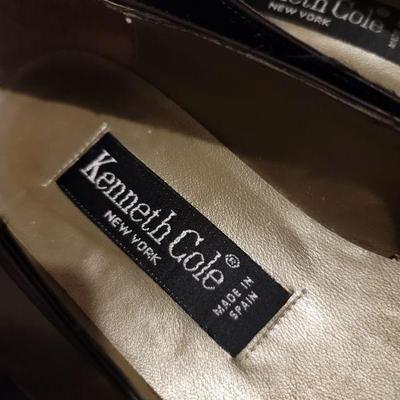 Kenneth Cole®
NEW YORK
MADE IN
SPAIN
Kenneth Cole
NEW YORK